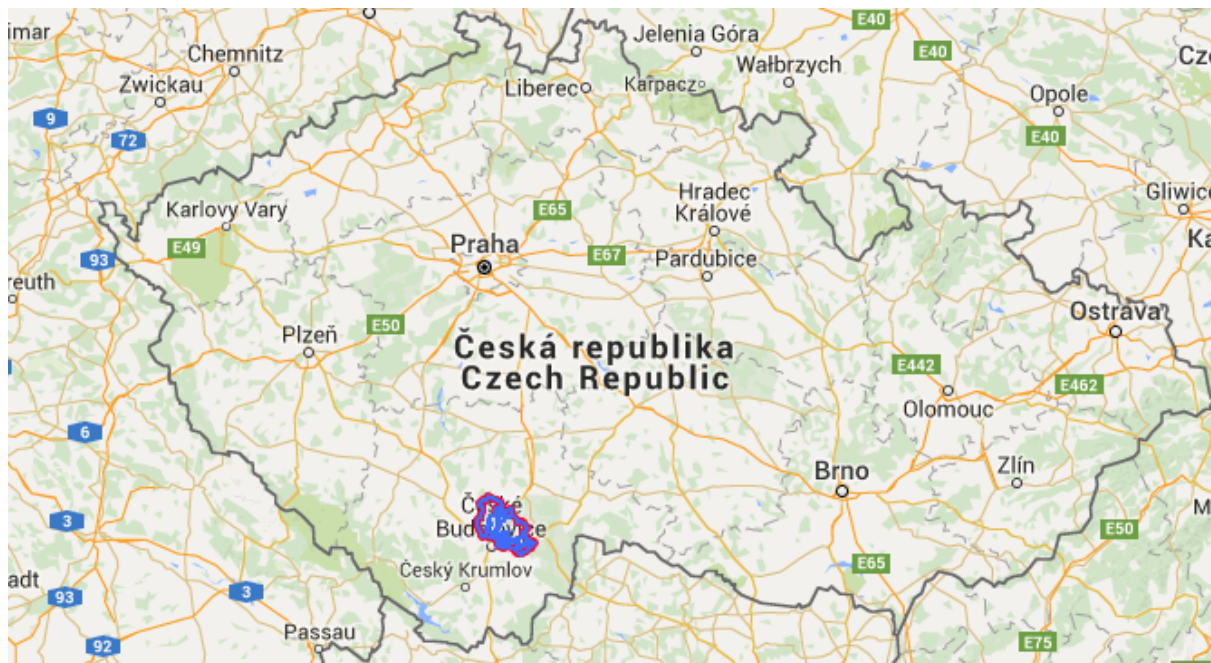 imar
Chemnitz
Zwickau
9
72
Jelenia Góra
E40
E40
Wałbrzych
Liberec
Karpacz
Opole
E40
Cze
Karlovy Vary
E49
93
reuth
E65
Praha
E67
Hradec
Králové
Pardubice
Gliwice
Ka
Plzeň
E50
Česká republika
Czech Republic
Ostrava
E442
E462
Olomouc
6
Brno
Zlín
3
České
Budějovice
Český Krumlov
M
E50
adt
93
3
E65
Passau
92
E75